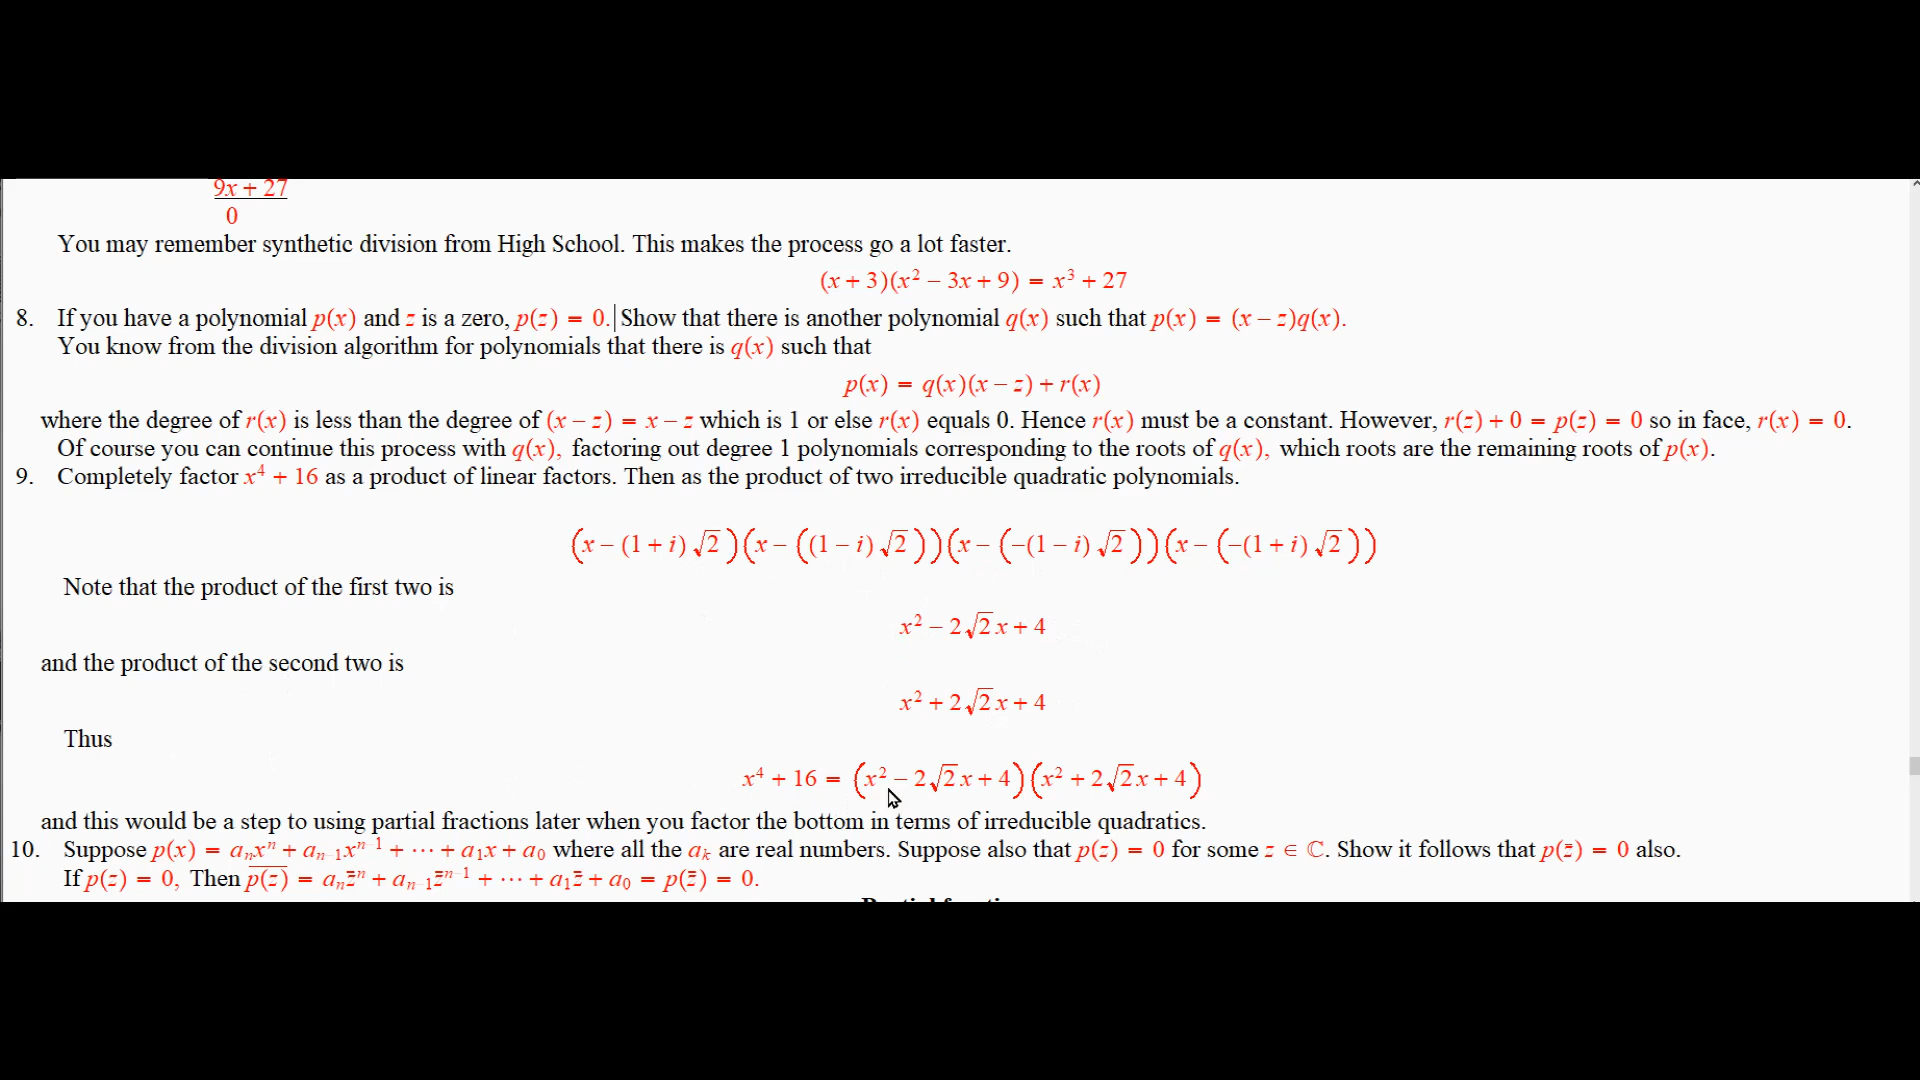 9x + 27
0
You may remember synthetic division from High School. This makes the process go a lot faster.
(x + 3)(x² − 3x + 9) = x³ + 27
8. If you have a polynomial p(x) and z is a zero, p(z) = 0. Show that there is another polynomial q(x) such that p(x) = (x − z)q(x).
You know from the division algorithm for polynomials that there is q(x) such that
p(x) = q(x)(x − z) + r(x)
where the degree of r(x) is less than the degree of (x − z) = x − z which is 1 or else r(x) equals 0. Hence r(x) must be a constant. However, r(z) + 0 = p(z) = 0 so in face, r(x) = 0.
Of course you can continue this process with q(x), factoring out degree 1 polynomials corresponding to the roots of q(x), which roots are the remaining roots of p(x).
9. Completely factor x⁴ + 16 as a product of linear factors. Then as the product of two irreducible quadratic polynomials.
(x − (1 + i)√2)(x − ((1 − i)√2))(x − (−(1 − i)√2))(x − (−(1 + i)√2))
Note that the product of the first two is
x² − 2√2x + 4
and the product of the second two is
x² + 2√2x + 4
Thus
x⁴ + 16 = (x² − 2√2x + 4)(x² + 2√2x + 4)
and this would be a step to using partial fractions later when you factor the bottom in terms of irreducible quadratics.
10. Suppose p(x) = aₙxⁿ + aₙ₋₁xⁿ⁻¹ + ⋯ + a₁x + a₀ where all the aₖ are real numbers. Suppose also that p(z) = 0 for some z ∈ ℂ. Show it follows that p(z̄) = 0 also.
If p(z) = 0, Then p(z)̅ = aₙz̄ⁿ + aₙ₋₁z̄ⁿ⁻¹ + ⋯ + a₁z̄ + a₀ = p(z̄) = 0.